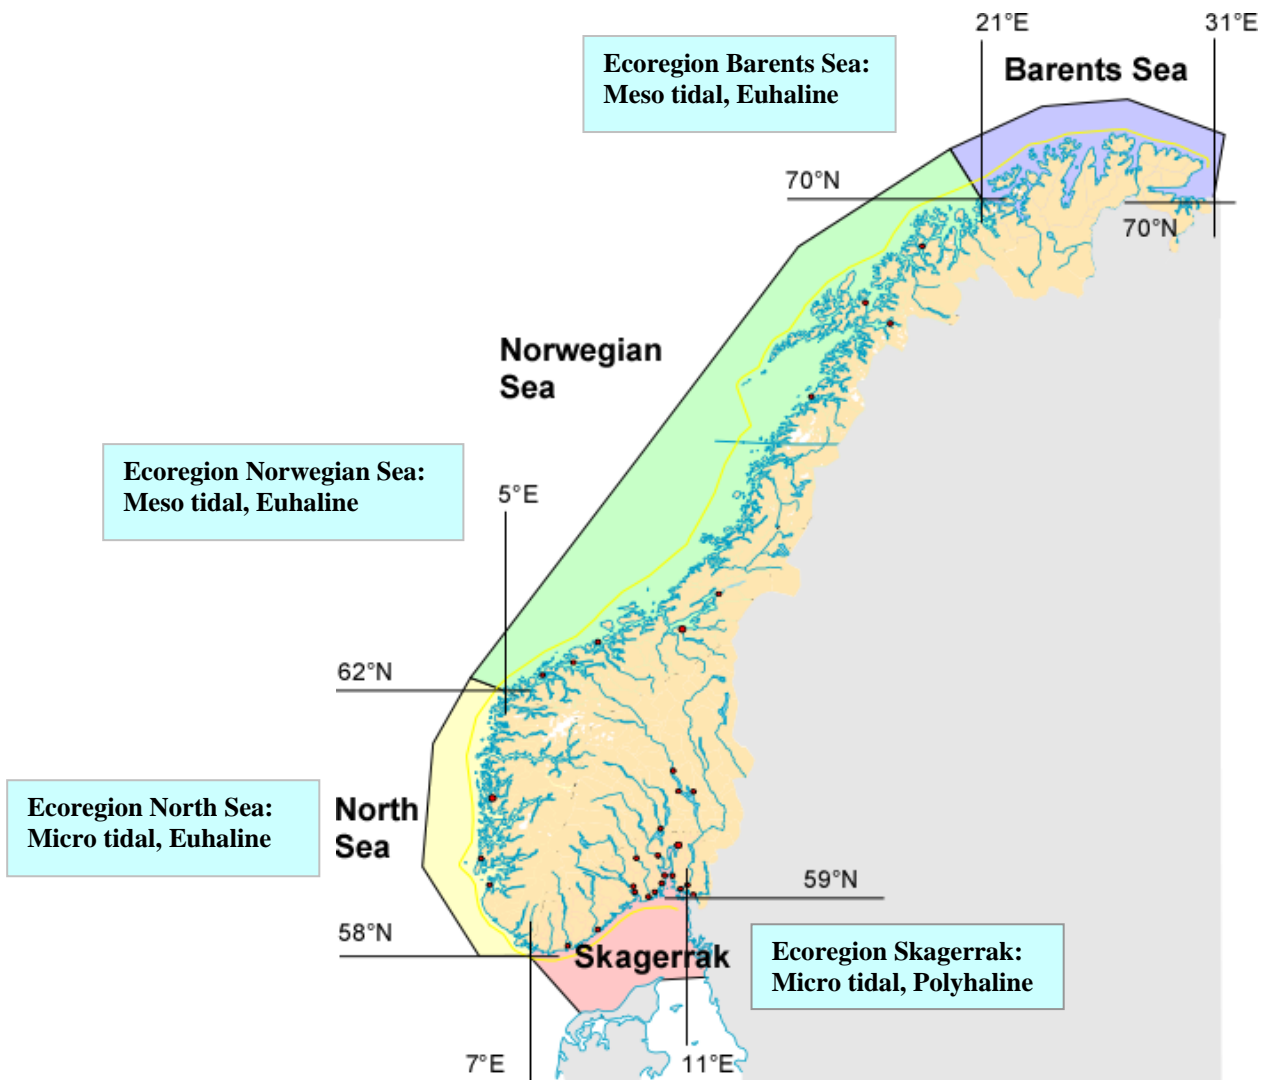 21°E
31°E
Ecoregion Barents Sea:
Meso tidal, Euhaline
Barents Sea
70°N
70°N
Norwegian
Sea
Ecoregion Norwegian Sea:
Meso tidal, Euhaline
5°E
62°N
Ecoregion North Sea:
Micro tidal, Euhaline
North
Sea
59°N
58°N
Skagerrak
Ecoregion Skagerrak:
Micro tidal, Polyhaline
7°E
11°E